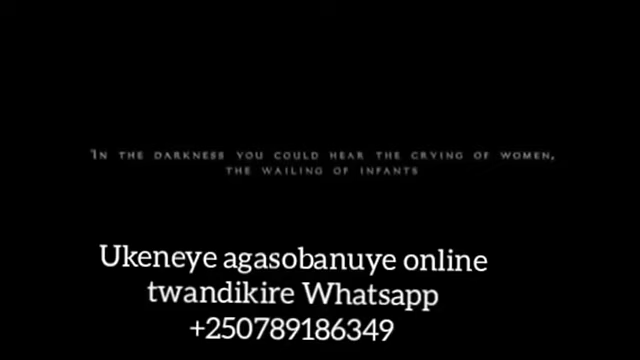 'IN THE DARKNESS YOU COULD HEAR THE CRYING OF WOMEN,
THE WAILING OF INFANTS
Ukeneye agasobanuye online
twandikire Whatsapp
+250789186349